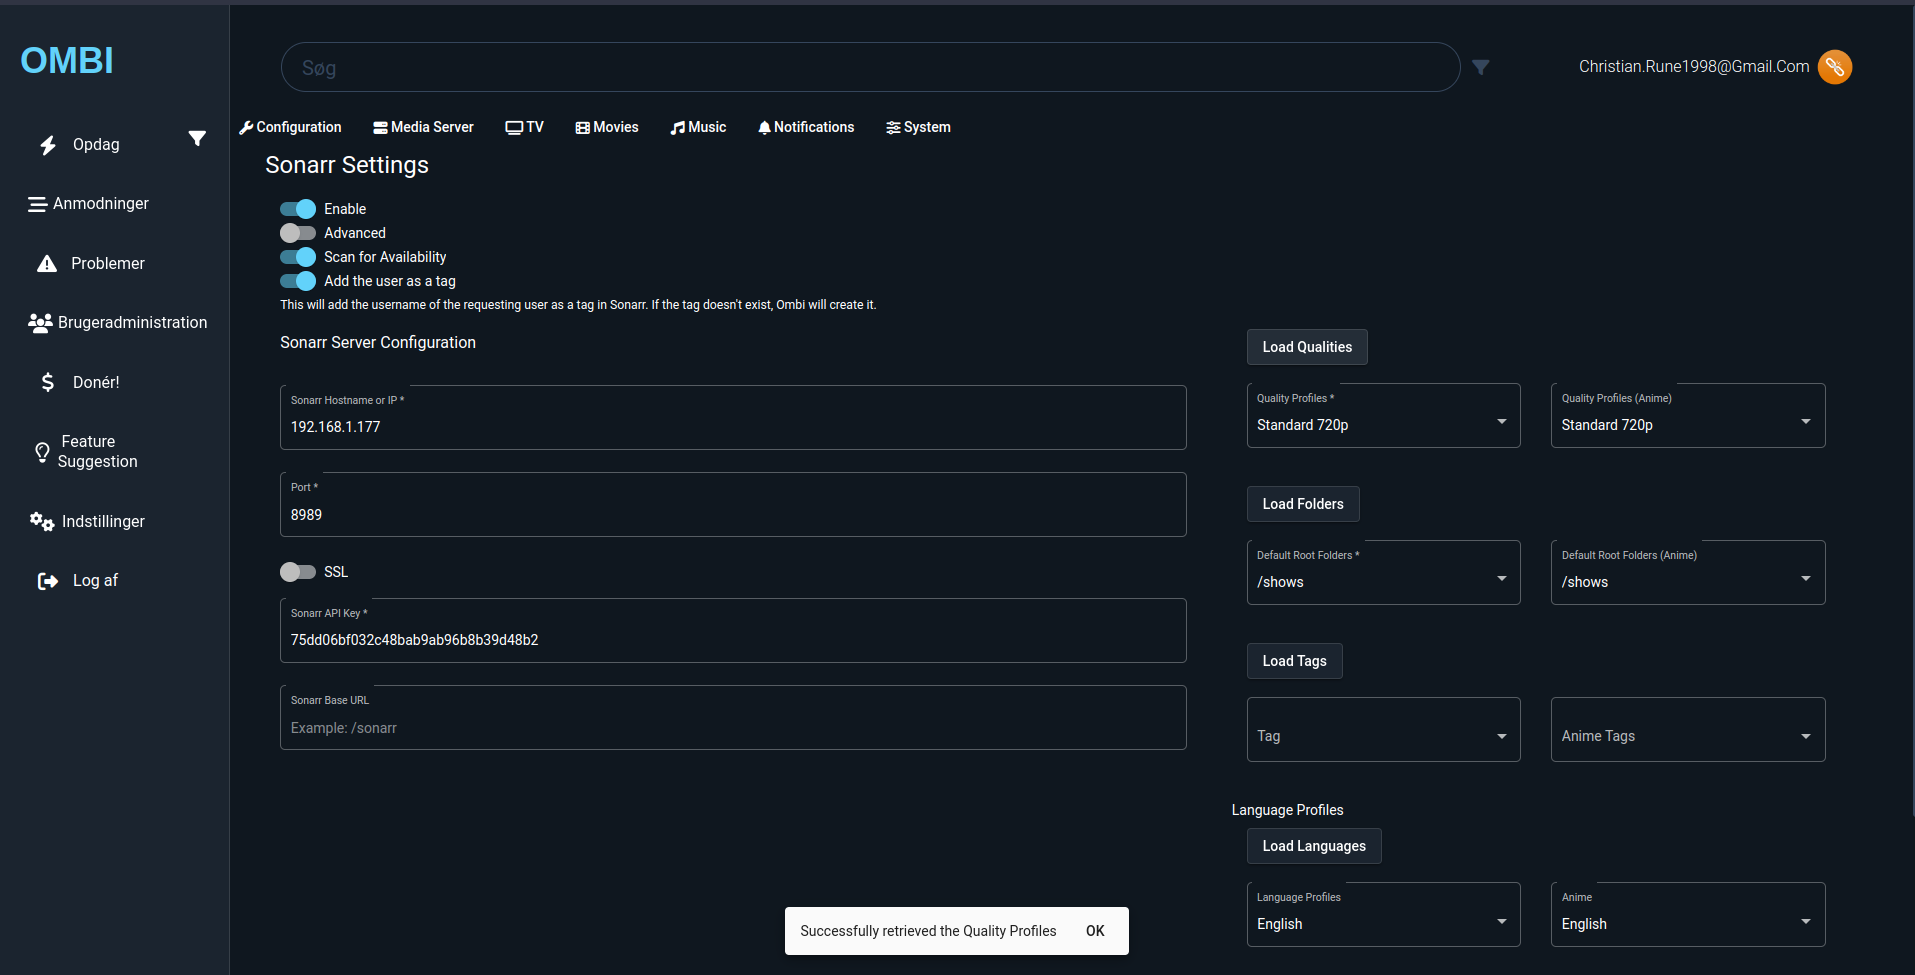 OMBI
Søg
Christian.Rune1998@Gmail.Com
Opdag
Anmodninger
Problemer
Brugeradministration
Donér!
Feature
Suggestion
Indstillinger
Log af
Configuration Media Server TV Movies Music Notifications System
Sonarr Settings
Enable
Advanced
Scan for Availability
Add the user as a tag
This will add the username of the requesting user as a tag in Sonarr. If the tag doesn't exist, Ombi will create it.
Sonarr Server Configuration
Sonarr Hostname or IP *
192.168.1.177
Port *
8989
SSL
Sonarr API Key *
75dd06bf032c48bab9ab96b8b39d48b2
Sonarr Base URL
Example: /sonarr
Load Qualities
Quality Profiles *
Standard 720p
Quality Profiles (Anime)
Standard 720p
Load Folders
Default Root Folders *
/shows
Default Root Folders (Anime)
/shows
Load Tags
Tag
Anime Tags
Language Profiles
Load Languages
Language Profiles
English
Anime
English
Successfully retrieved the Quality Profiles OK